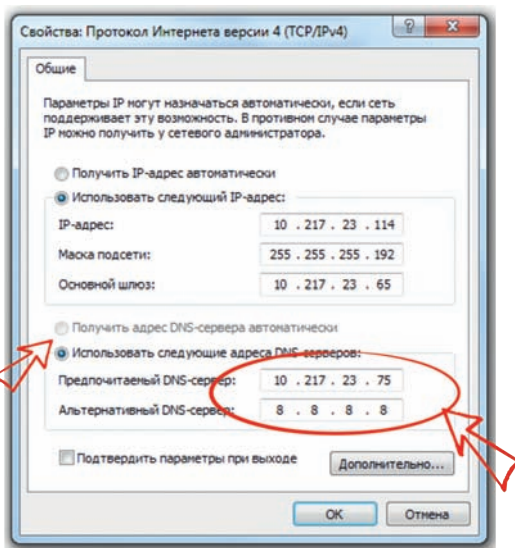 Свойства: Протокол Интернета версии 4 (TCP/IPv4)
Общие
Параметры IP могут назначаться автоматически, если сеть
поддерживает эту возможность. В противном случае параметры
IP можно получить у сетевого администратора.
Получить IP-адрес автоматически
Использовать следующий IP-адрес:
IP-адрес: 10 . 217 . 23 . 114
Маска подсети: 255 . 255 . 255 . 192
Основной шлюз: 10 . 217 . 23 . 65
Получить адрес DNS-сервера автоматически
Использовать следующие адреса DNS-серверов:
Предпочитаемый DNS-сервер: 10 . 217 . 23 . 75
Альтернативный DNS-сервер: 8 . 8 . 8 . 8
Подтвердить параметры при выходе
Дополнительно...
ОК Отмена